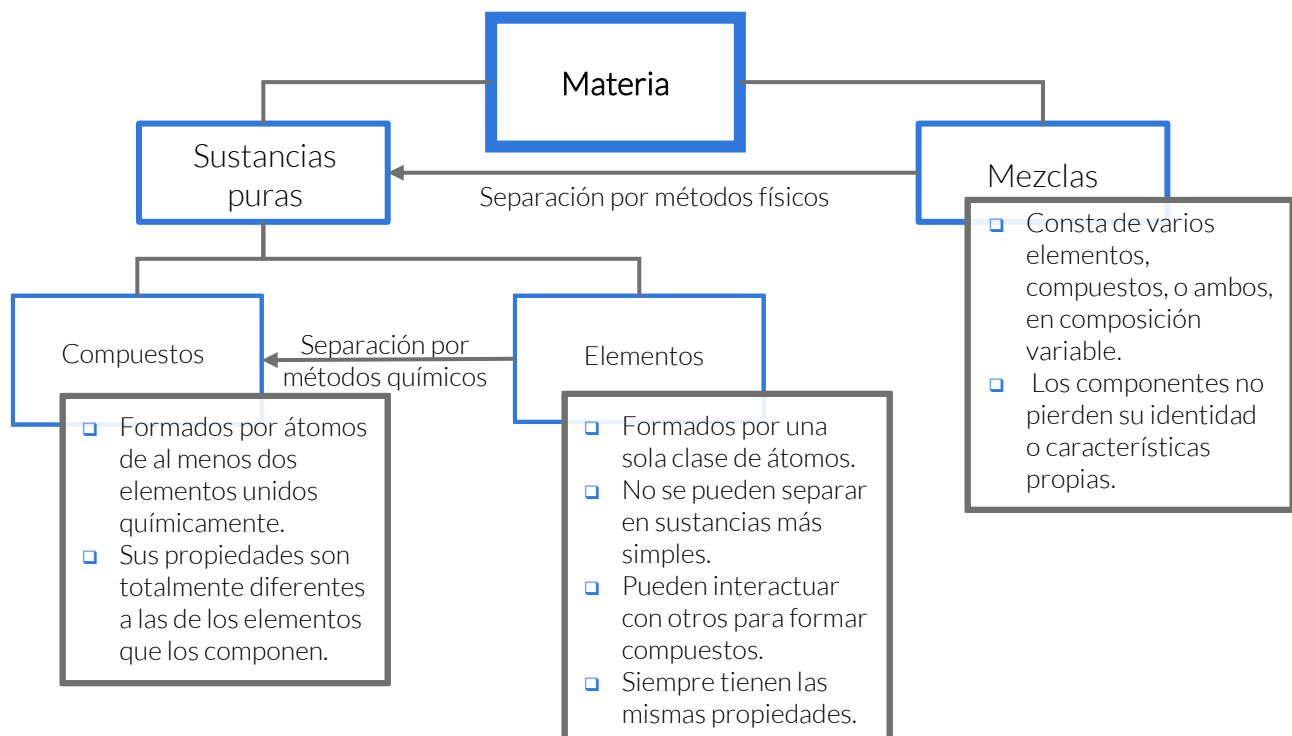 Materia
Sustancias
puras
Separación por métodos físicos
Mezclas
Consta de varios
elementos,
compuestos, o ambos,
en composición
variable.
Los componentes no
pierden su identidad
o características
propias.
Compuestos
Separación por
métodos químicos
Elementos
Formados por átomos
de al menos dos
elementos unidos
químicamente.
Sus propiedades son
totalmente diferentes
a las de los elementos
que los componen.
Formados por una
sola clase de átomos.
No se pueden separar
en sustancias más
simples.
Pueden interactuar
con otros para formar
compuestos.
Siempre tienen las
mismas propiedades.